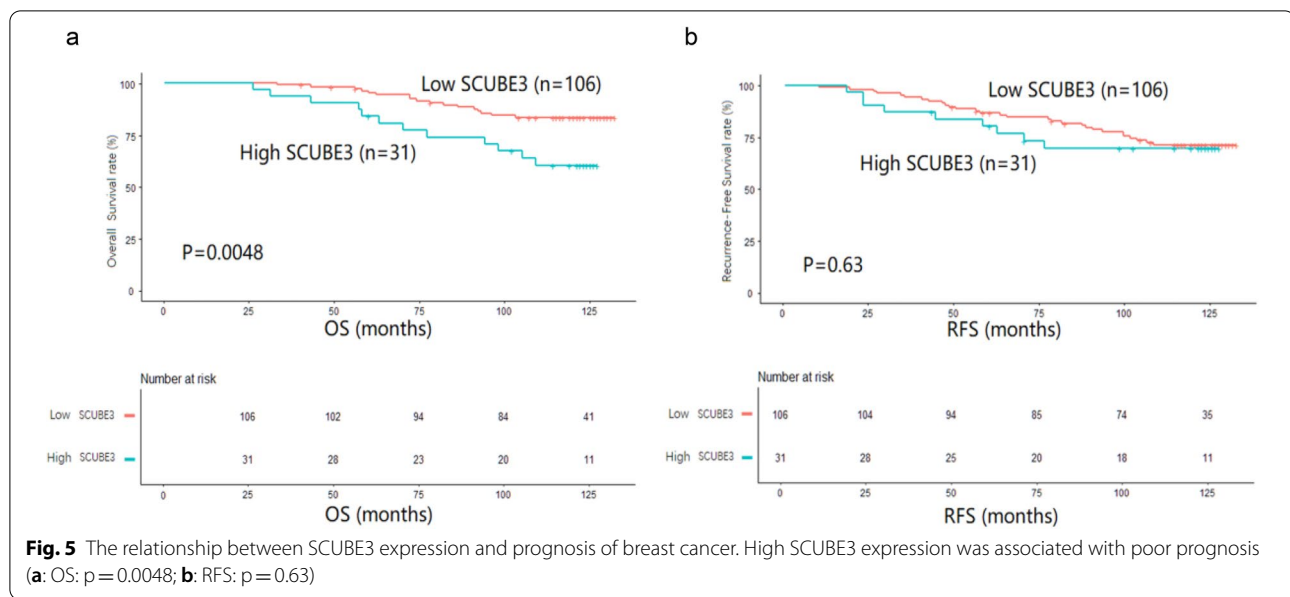 a
Overall Survival rate (%)
100
75
50
25
0
Low SCUBE3 (n=106)
High SCUBE3 (n=31)
P=0.0048
0 25 50 75 100 125
OS (months)
Number at risk
Low SCUBE3 106 102 94 84 41
High SCUBE3 31 28 23 20 11
0 25 50 75 100 125
OS (months)
b
Recurrence-Free Survival rate (%)
100
75
50
25
0
Low SCUBE3 (n=106)
High SCUBE3 (n=31)
P=0.63
0 25 50 75 100 125
RFS (months)
Number at risk
Low SCUBE3 106 104 94 85 74 35
High SCUBE3 31 28 25 20 18 11
0 25 50 75 100 125
RFS (months)
Fig. 5 The relationship between SCUBE3 expression and prognosis of breast cancer. High SCUBE3 expression was associated with poor prognosis
(a: OS: p = 0.0048; b: RFS: p = 0.63)